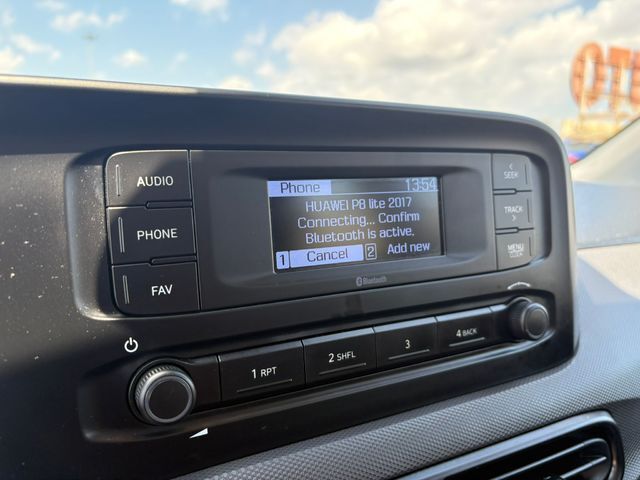 AUDIO
PHONE
FAV
Phone 13:54
HUAWEI P8 lite 2017
Connecting... Confirm
Bluetooth is active.
1 Cancel 2 Add new
Bluetooth
< SEEK
TRACK >
MENU
CLOCK
1 RPT
2 SHFL
3
4 BACK
OTO